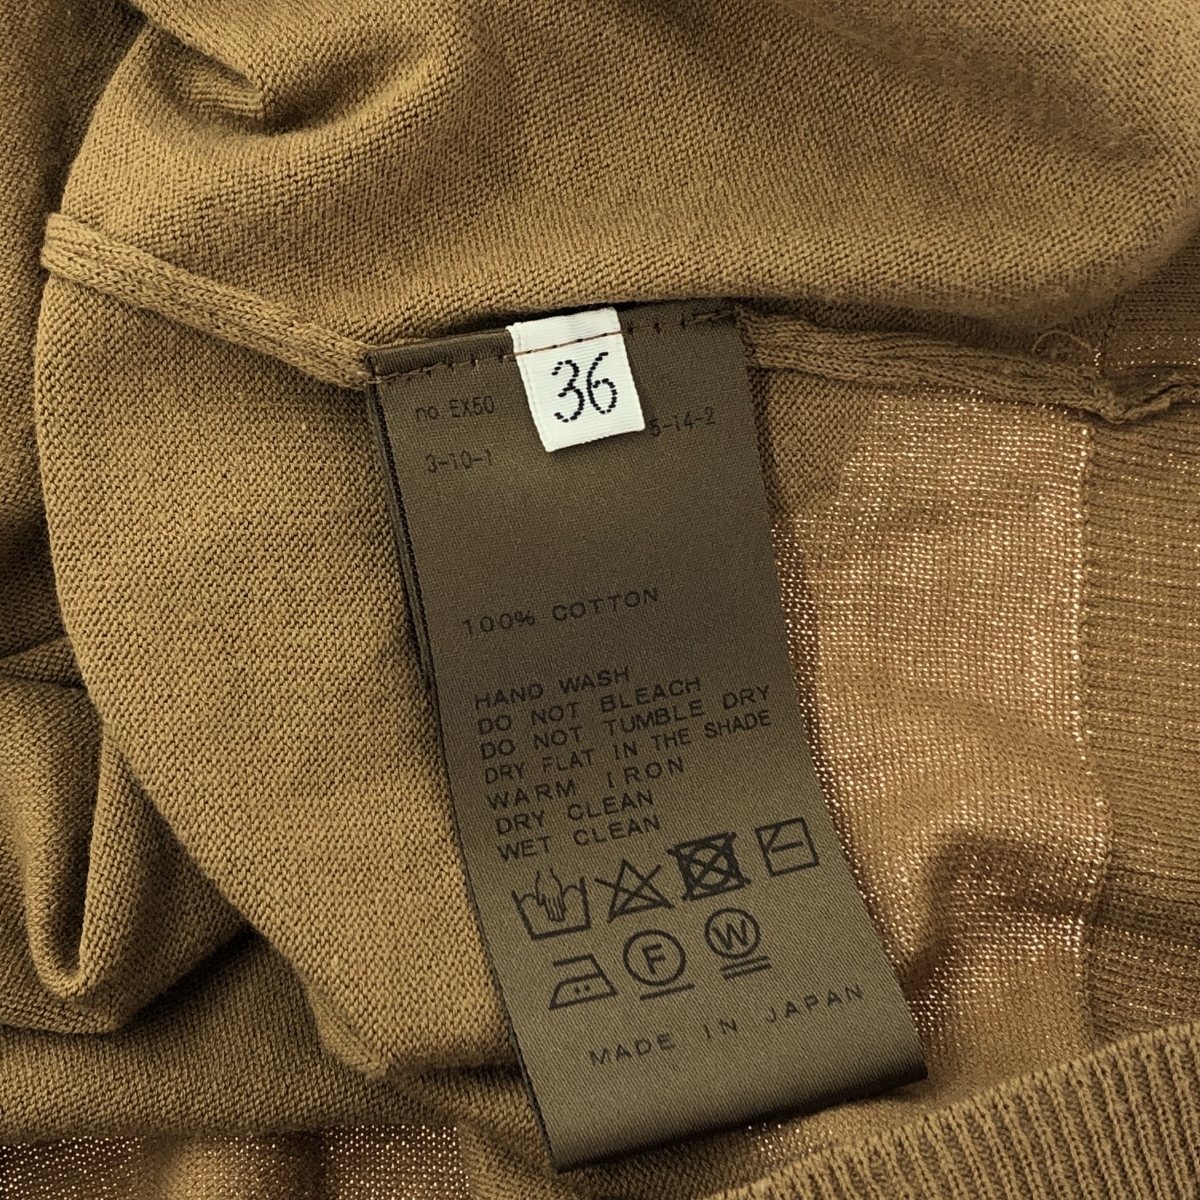 36
no. EX50
5-14-2
3-10-1
100% COTTON
HAND WASH
DO NOT BLEACH
DO NOT TUMBLE DRY
DRY FLAT IN THE SHADE
WARM IRON
DRY CLEAN
WET CLEAN
F
W
MADE IN JAPAN